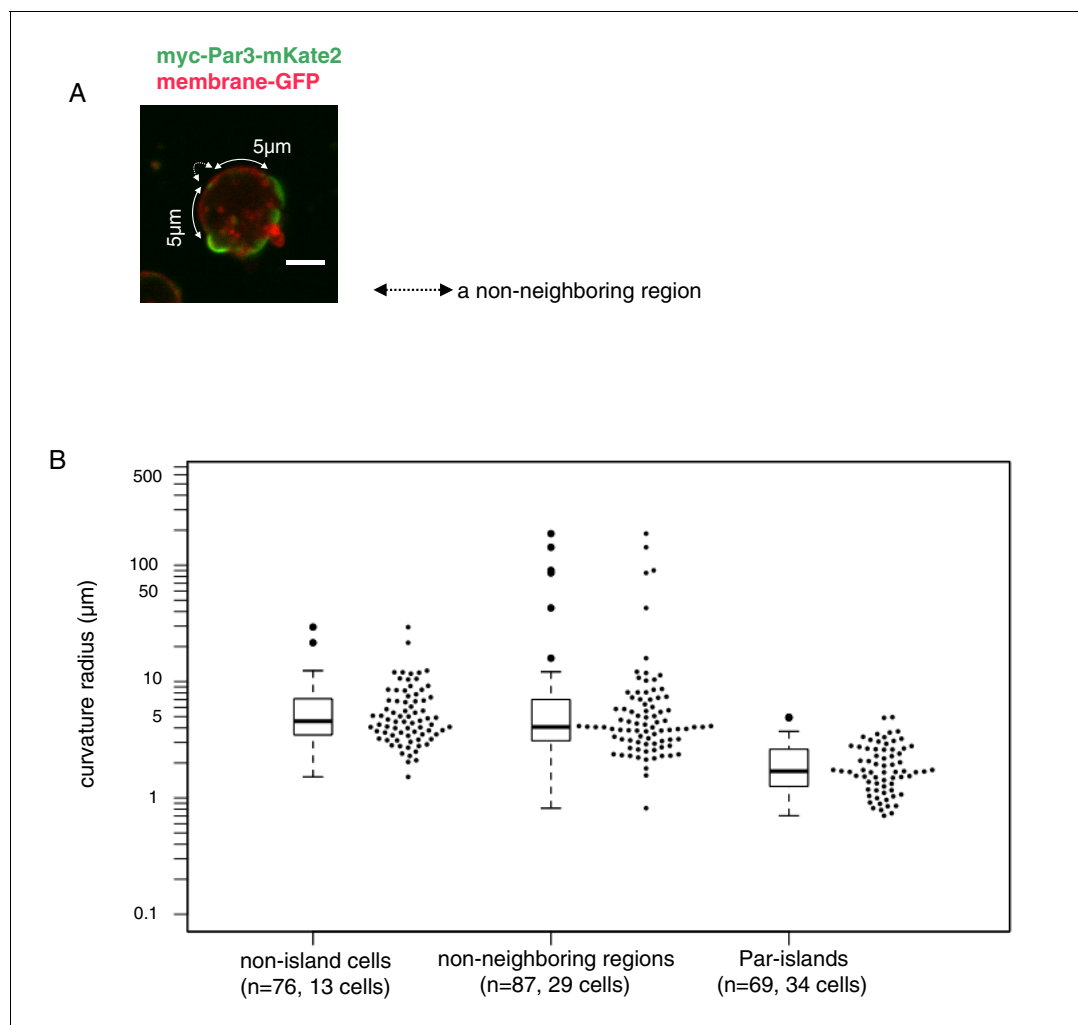 myc-Par3-mKate2
membrane-GFP
A
5μm
5μm
a non-neighboring region
B
500
100
50
10
5
1
0.1
curvature radius (μm)
non-island cells
(n=76, 13 cells)
non-neighboring regions
(n=87, 29 cells)
Par-islands
(n=69, 34 cells)